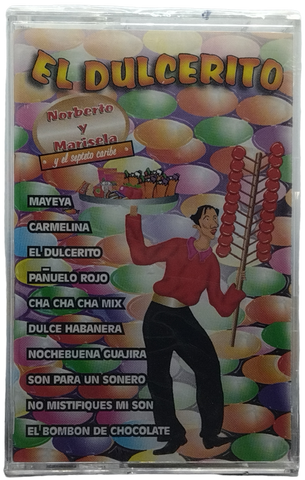 EL DULCERITO
Norberto
y
Marisela
y el septeto caribe
MAYEYA
CARMELINA
EL DULCERITO
PAÑUELO ROJO
CHA CHA CHA MIX
DULCE HABANERA
NOCHEBUENA GUAJIRA
SON PARA UN SONERO
NO MISTIFIQUES MI SON
EL BOMBON DE CHOCOLATE